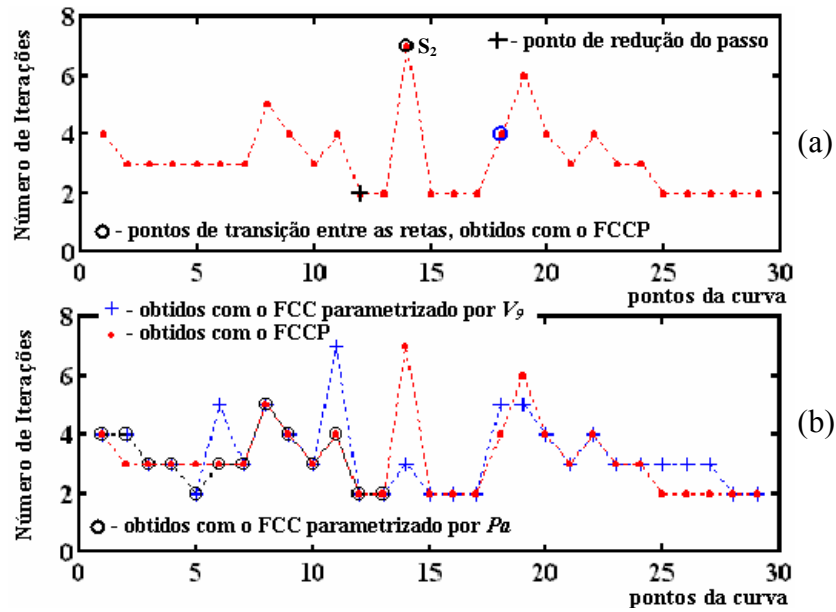 8
6
4
2
0
Número de Iterações
S₂
+ - ponto de redução do passo
(a)
o - pontos de transição entre as retas, obtidos com o FCCP
0 5 10 15 20 25 30
pontos da curva
+ - obtidos com o FCC parametrizado por V₉
• - obtidos com o FCCP
8
6
4
2
0
Número de Iterações
(b)
o - obtidos com o FCC parametrizado por Pa
0 5 10 15 20 25 30
pontos da curva